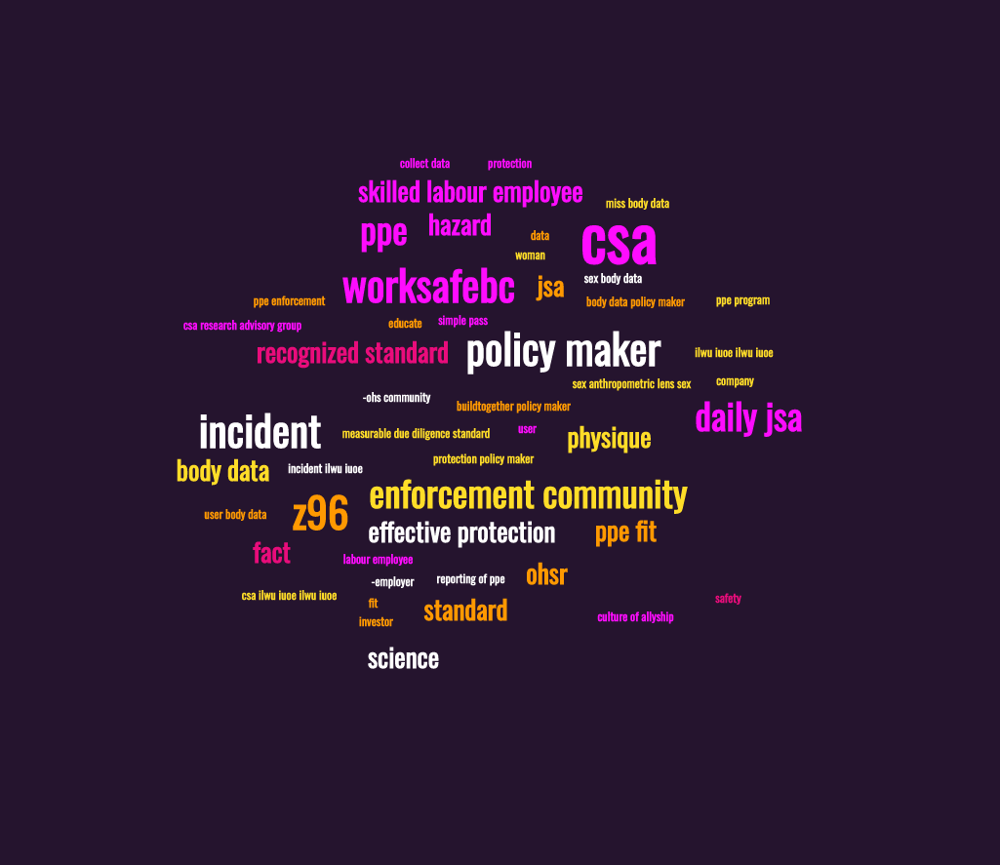 collect data
protection
skilled labour employee
miss body data
ppe
hazard
csa
data
woman
worksafebc
jsa
sex body data
ppe enforcement
body data policy maker
ppe program
csa research advisory group
educate
simple pass
recognized standard
policy maker
ilwu iuoe ilwu iuoe
sex anthropometric lens sex
company
-ohs community
buildtogether policy maker
daily jsa
incident
measurable due diligence standard
user
physique
protection policy maker
body data
incident ilwu iuoe
enforcement community
user body data
z96
effective protection
ppe fit
fact
labour employee
-employer
reporting of ppe
ohsr
csa ilwu iuoe ilwu iuoe
fit
standard
safety
investor
culture of allyship
science